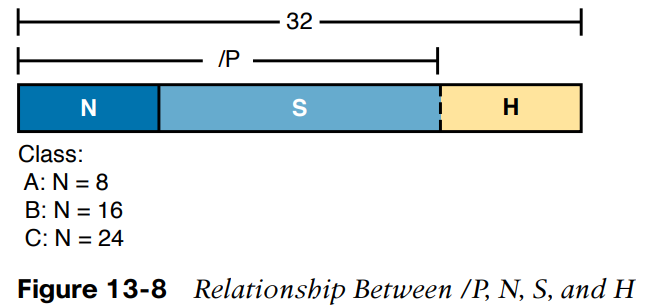 32
/P
N S H
Class:
A: N = 8
B: N = 16
C: N = 24
Figure 13-8 Relationship Between /P, N, S, and H